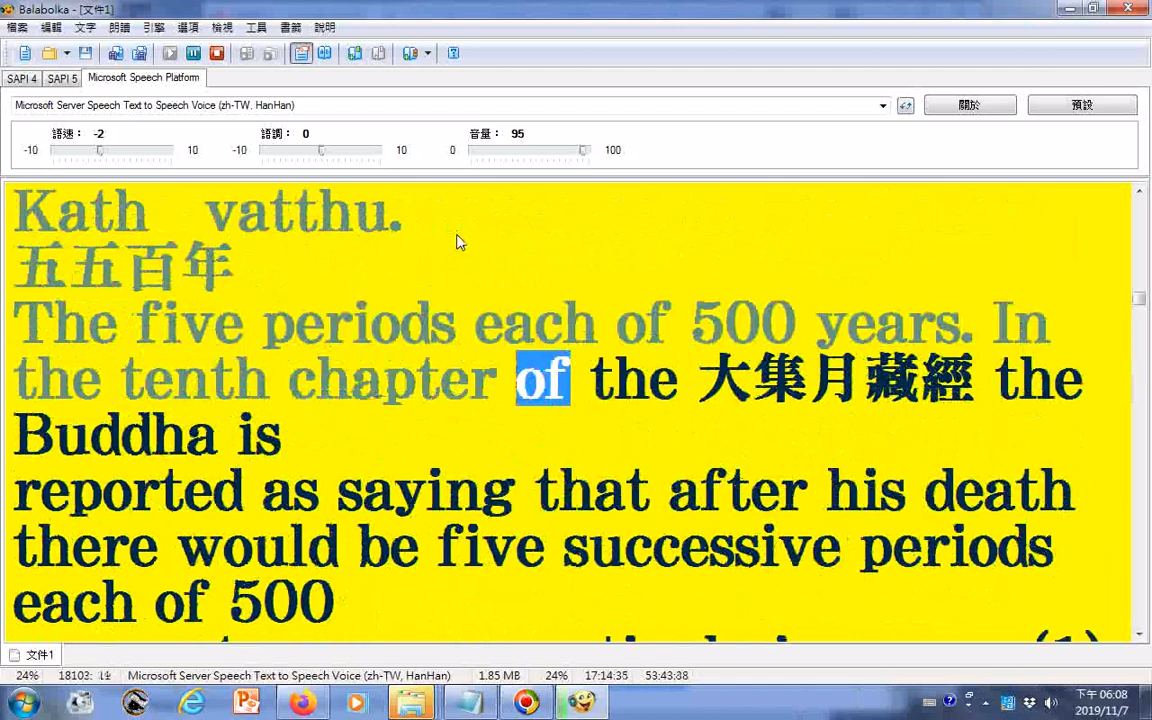 Balabolka - [文件1]
檔案 編輯 文字 朗讀 引擎 選項 檢視 工具 書籤 說明
SAPI 4 SAPI 5 Microsoft Speech Platform
Microsoft Server Speech Text to Speech Voice (zh-TW, HanHan) 關於 預設
語速： -2 語調： 0 音量： 95
-10 10 -10 10 0 100
Kath vatthu.
五五百年
The five periods each of 500 years. In
the tenth chapter of the 大集月藏經 the
Buddha is
reported as saying that after his death
there would be five successive periods
each of 500
文件1
24% 18103: Microsoft Server Speech Text to Speech Voice (zh-TW, HanHan) 1.85 MB 24% 17:14:35 53:43:38
下午 06:08
2019/11/7